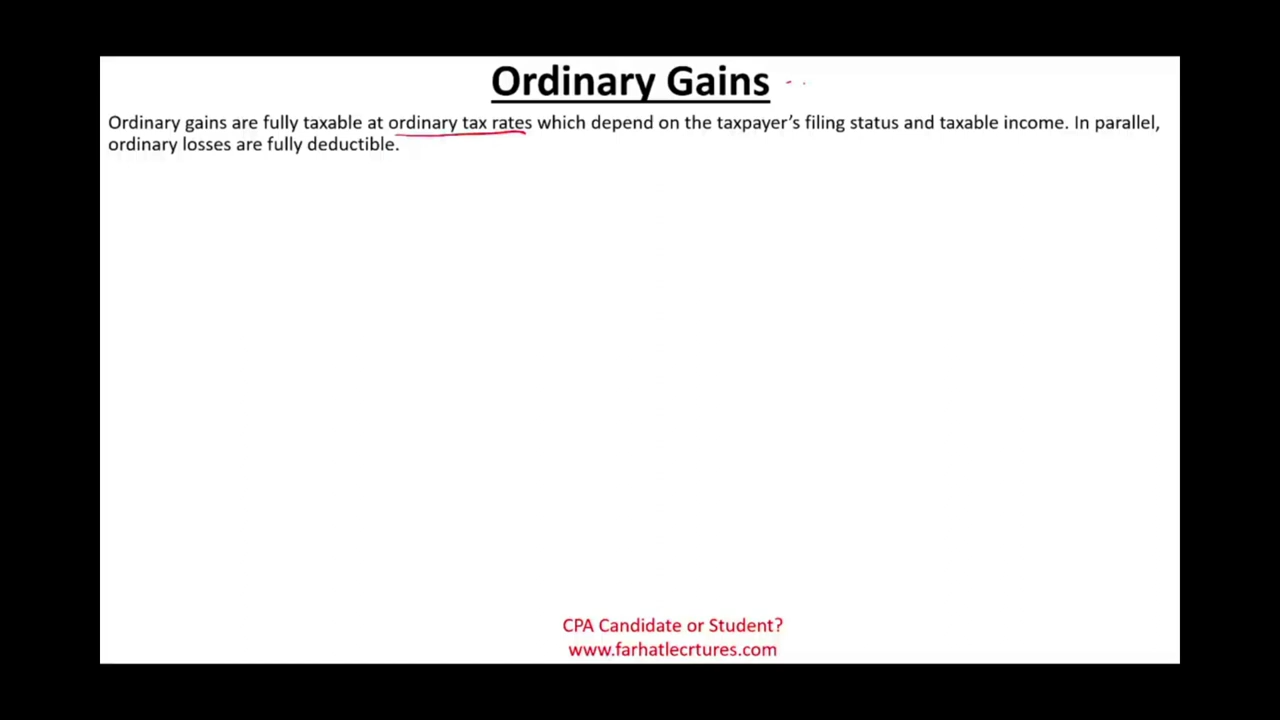 Ordinary Gains
Ordinary gains are fully taxable at ordinary tax rates which depend on the taxpayer’s filing status and taxable income. In parallel,
ordinary losses are fully deductible.
CPA Candidate or Student?
www.farhatlecrtures.com